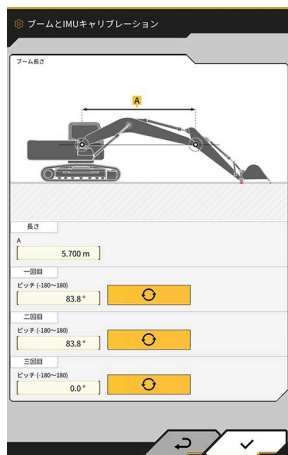 ブームとIMUキャリブレーション
ブーム長さ
A
長さ
A
5.700 m
一回目
ピッチ (-180~180)
83.8 °
二回目
ピッチ (-180~180)
83.8 °
三回目
ピッチ (-180~180)
0.0 °